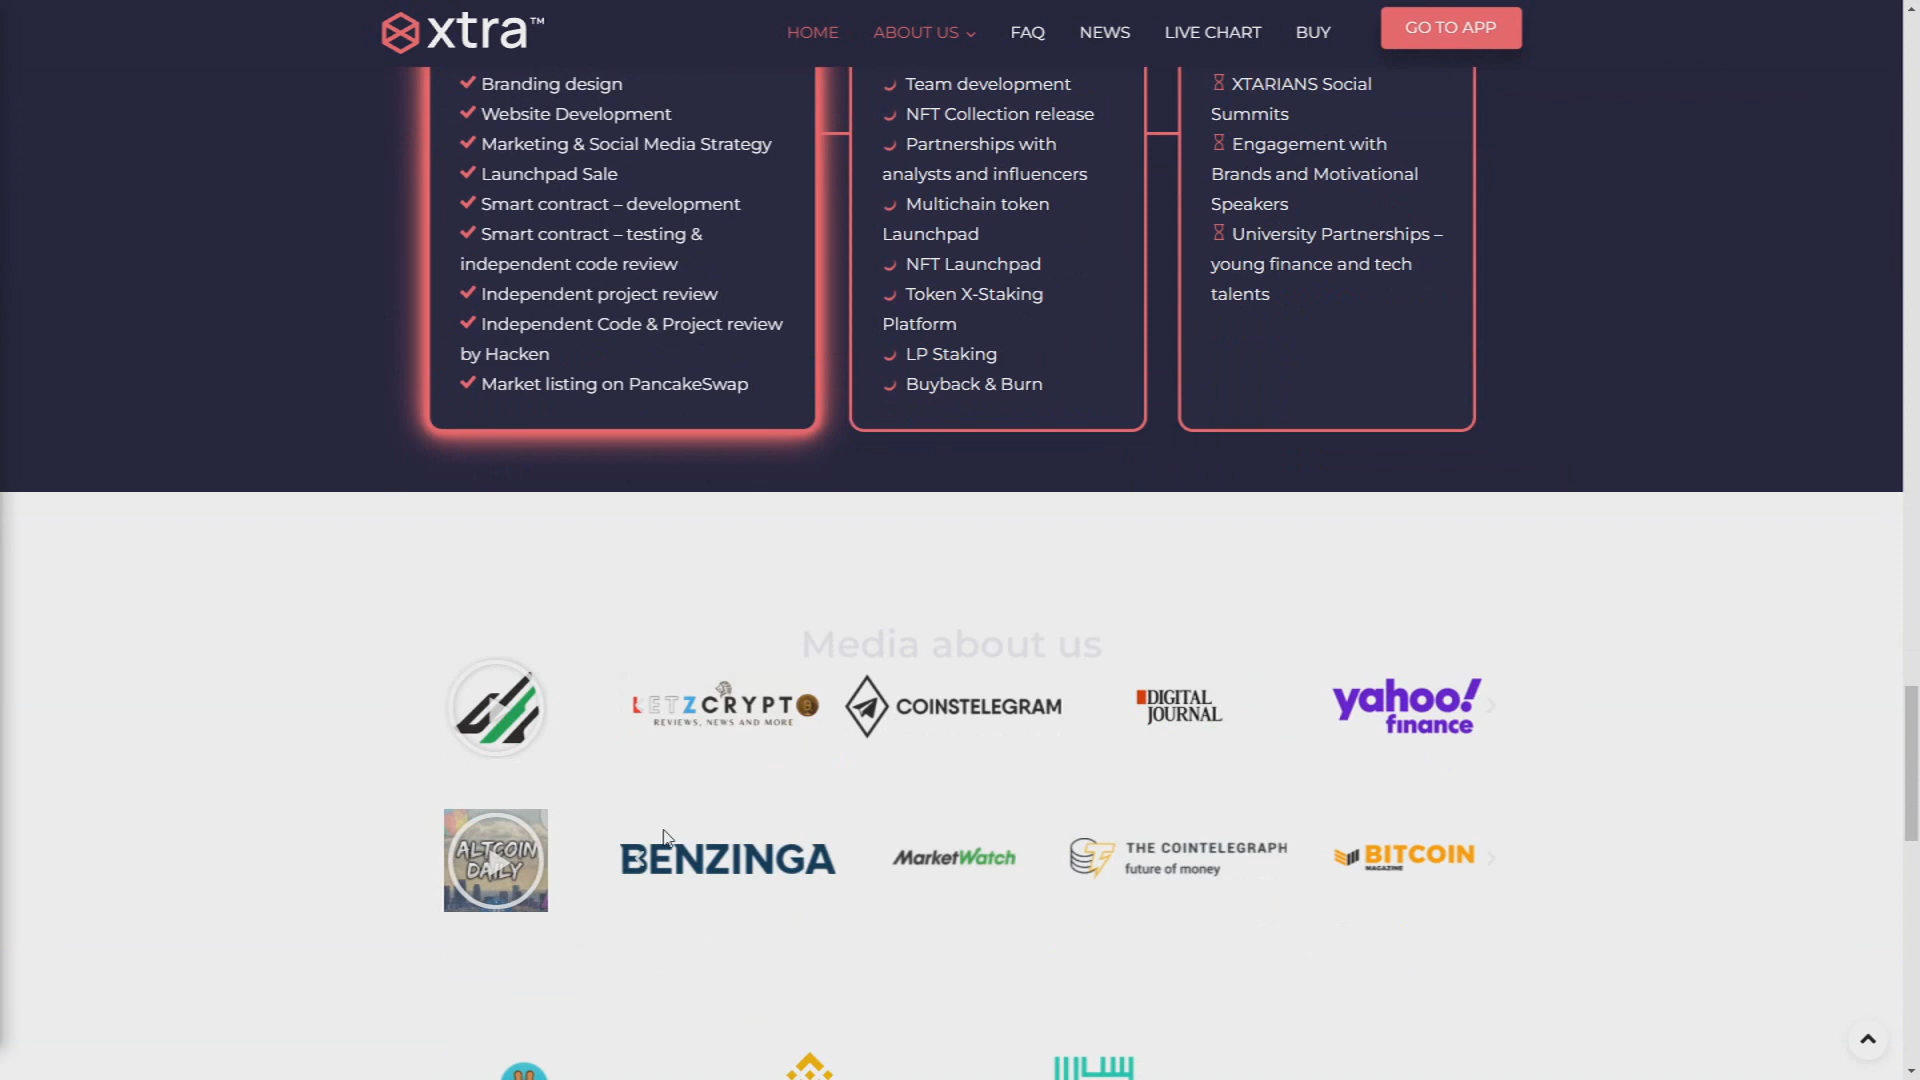 xtra™
HOME
ABOUT US
FAQ
NEWS
LIVE CHART
BUY
GO TO APP
Branding design
Website Development
Marketing & Social Media Strategy
Launchpad Sale
Smart contract – development
Smart contract – testing &
independent code review
Independent project review
Independent Code & Project review
by Hacken
Market listing on PancakeSwap
Team development
NFT Collection release
Partnerships with
analysts and influencers
Multichain token
Launchpad
NFT Launchpad
Token X-Staking
Platform
LP Staking
Buyback & Burn
XTARIANS Social
Summits
Engagement with
Brands and Motivational
Speakers
University Partnerships –
young finance and tech
talents
Media about us
LETZCRYPTO
REVIEWS, NEWS AND MORE
COINSTELEGRAM
DIGITAL
JOURNAL
yahoo!
finance
ALTCOIN
DAILY
BENZINGA
MarketWatch
THE COINTELEGRAPH
future of money
BITCOIN
MAGAZINE